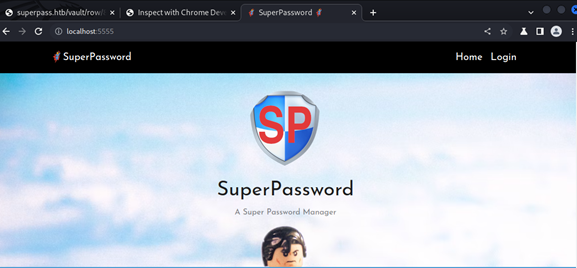 superpass.htb/vault/row/
Inspect with Chrome Dev
SuperPassword
localhost:5555
SuperPassword
Home Login
SP
SuperPassword
A Super Password Manager